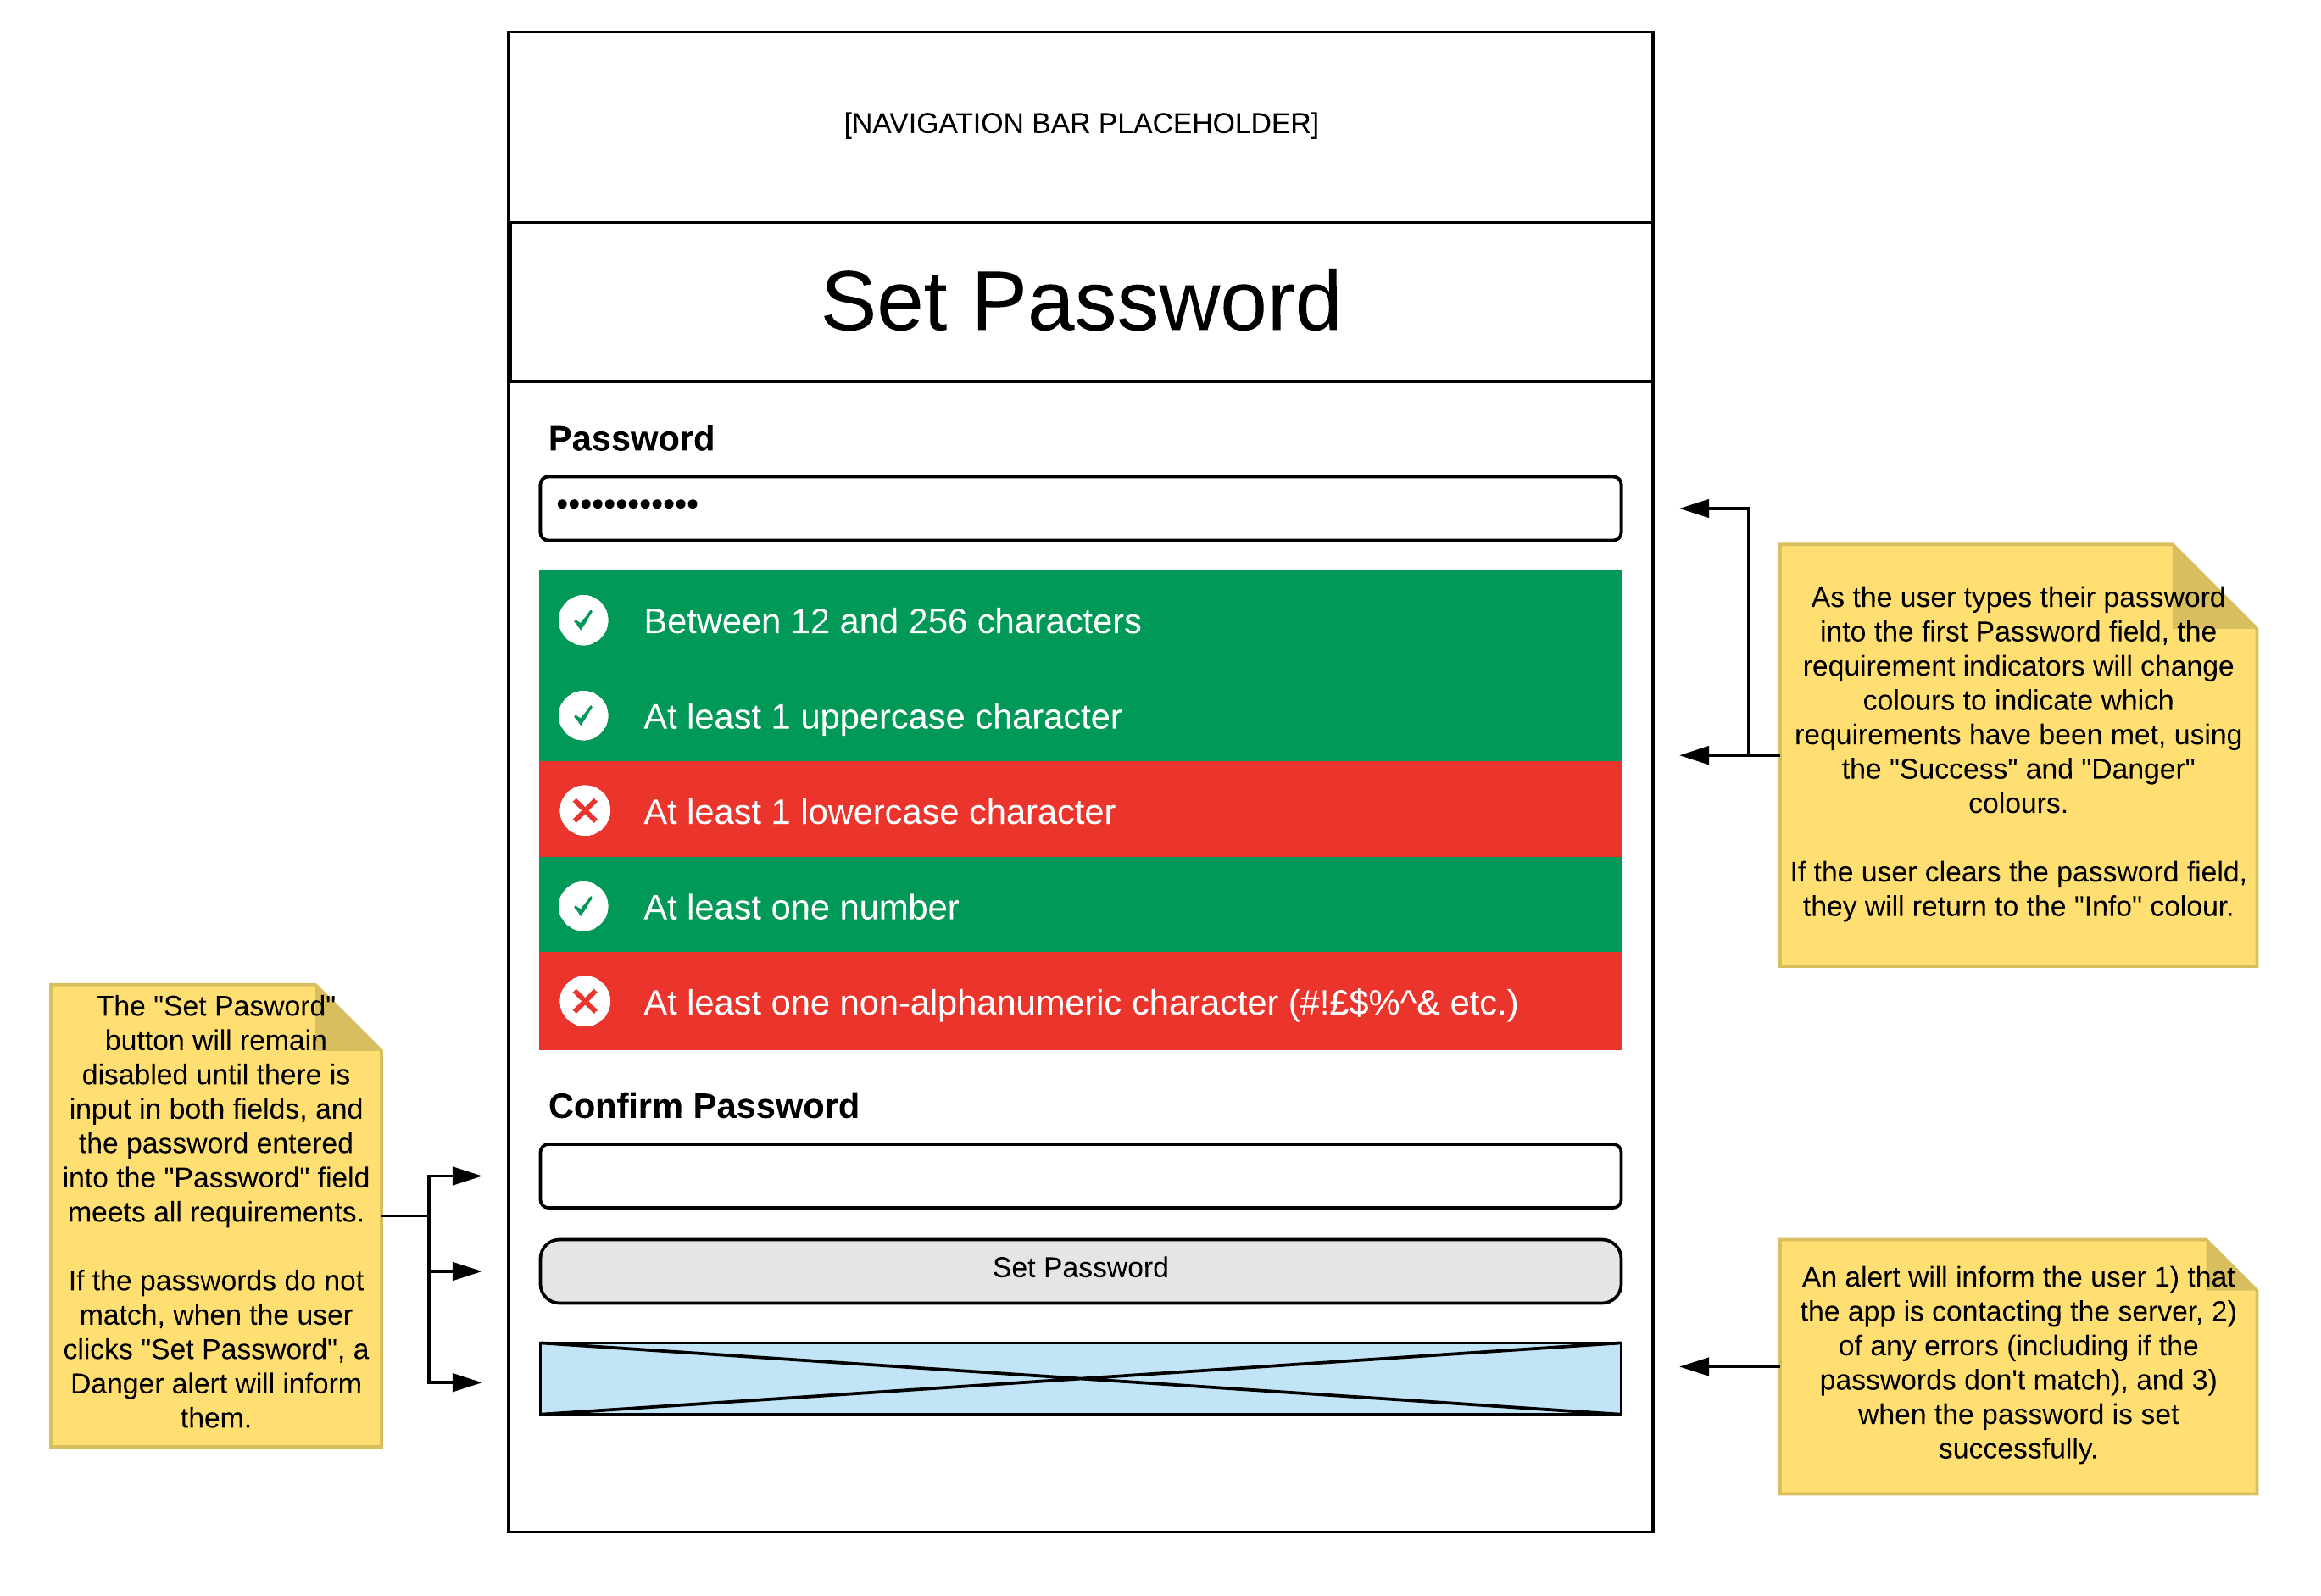 [NAVIGATION BAR PLACEHOLDER]
Set Password
Password
••••••••••••
Between 12 and 256 characters
At least 1 uppercase character
At least 1 lowercase character
At least one number
At least one non-alphanumeric character (#!£$%^& etc.)
Confirm Password
Set Password
As the user types their password
into the first Password field, the
requirement indicators will change
colours to indicate which
requirements have been met, using
the "Success" and "Danger"
colours.
If the user clears the password field,
they will return to the "Info" colour.
The "Set Pasword"
button will remain
disabled until there is
input in both fields, and
the password entered
into the "Password" field
meets all requirements.
If the passwords do not
match, when the user
clicks "Set Password", a
Danger alert will inform
them.
An alert will inform the user 1) that
the app is contacting the server, 2)
of any errors (including if the
passwords don't match), and 3)
when the password is set
successfully.